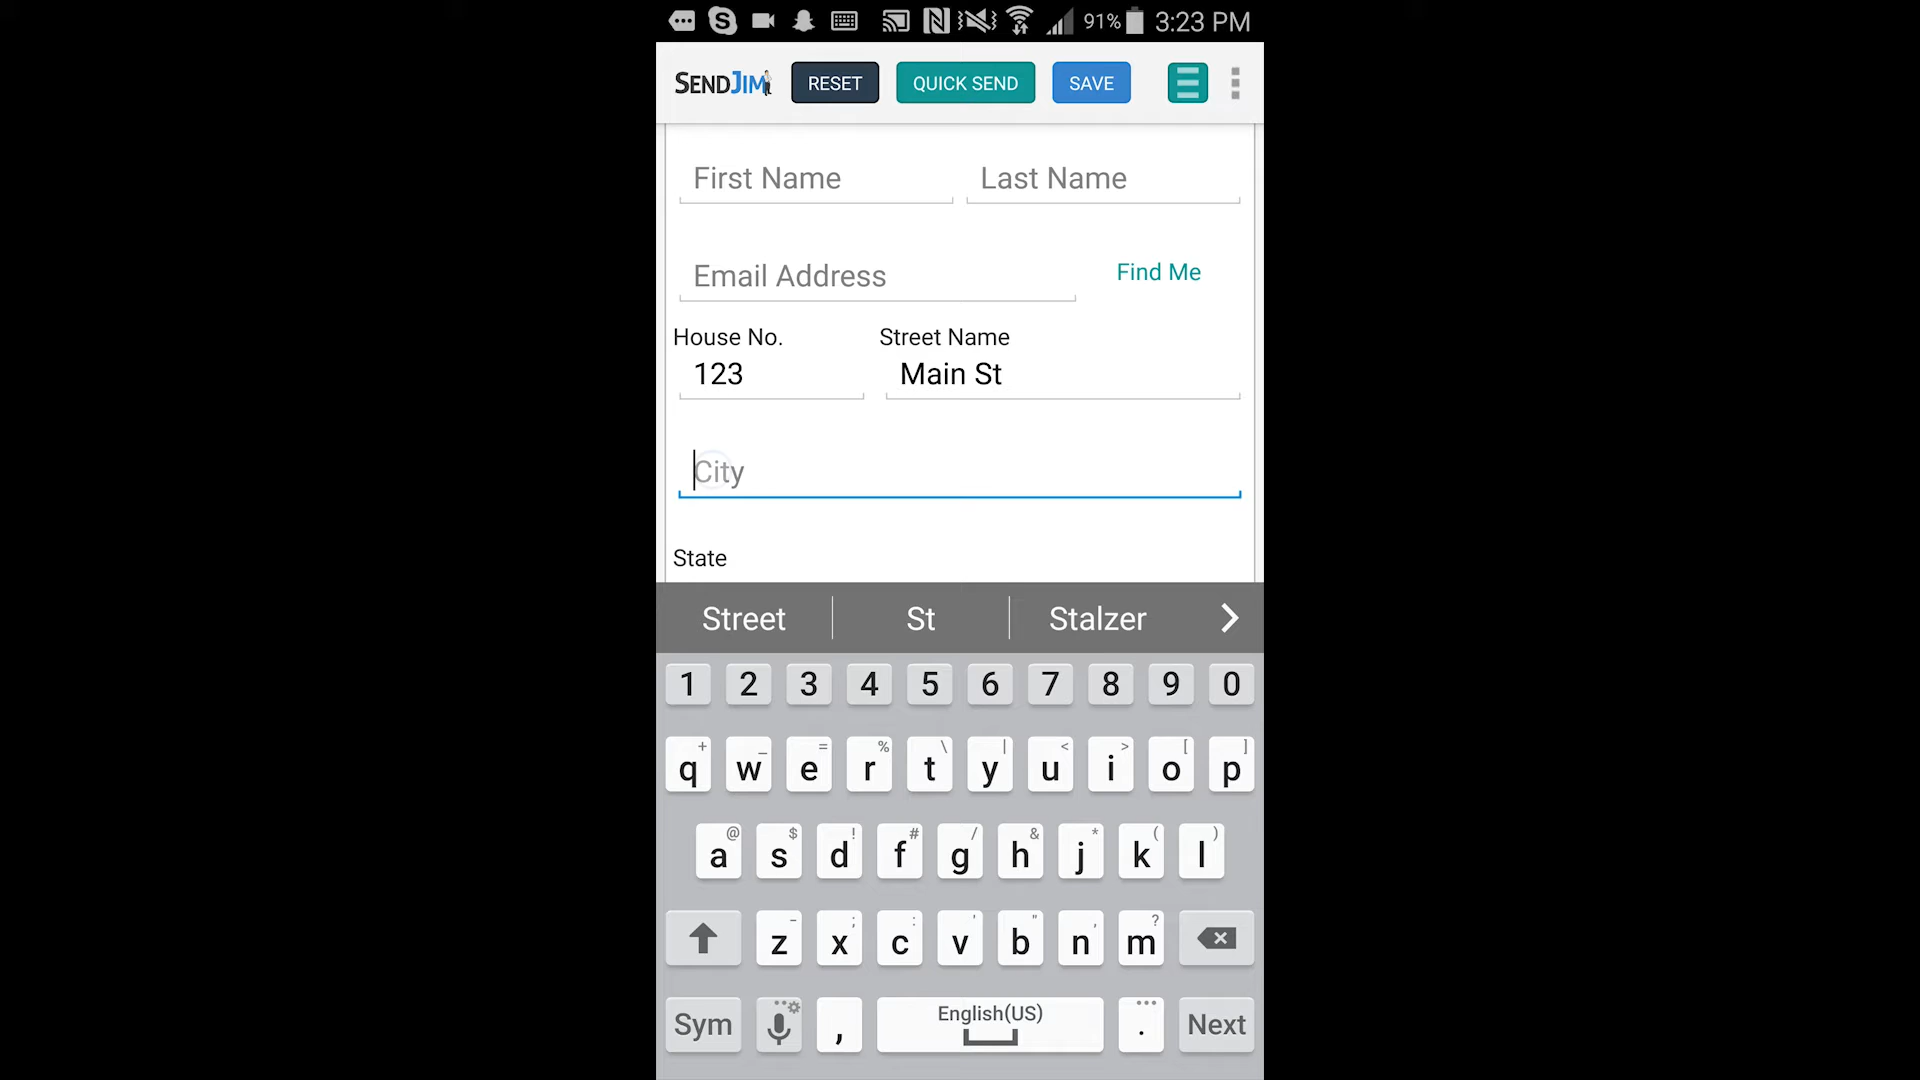 91% 3:23 PM
SENDJIM RESET QUICK SEND SAVE
First Name Last Name
Email Address Find Me
House No. Street Name
123 Main St
City
State
Street St Stalzer
1 2 3 4 5 6 7 8 9 0
+ _ = % \ | < > [ ]
q w e r t y u i o p
@ $ ! # / & * ( )
a s d f g h j k l
- ; : ' " , ?
z x c v b n m
Sym , English(US) . Next